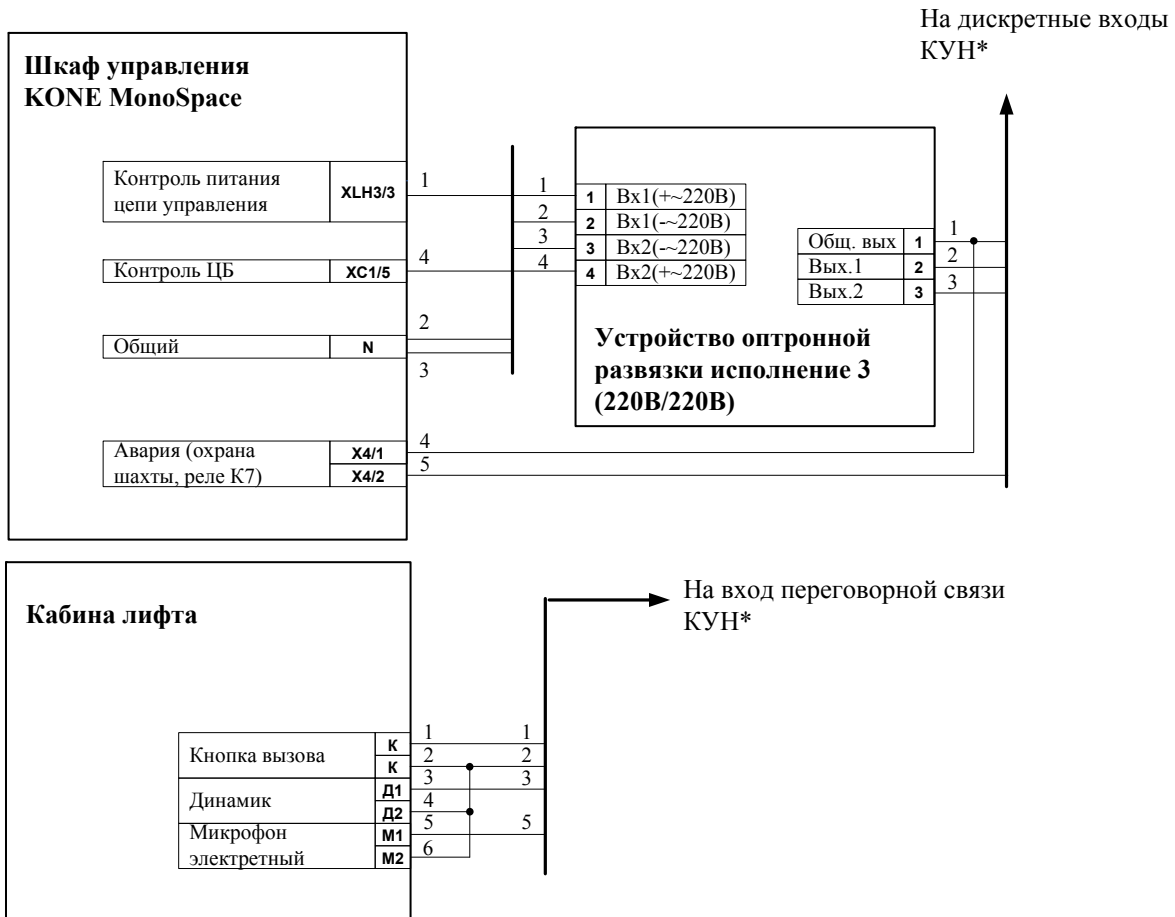 На дискретные входы
КУН*
Шкаф управления
KONE MonoSpace
Контроль питания
цепи управления
XLH3/3
1
Контроль ЦБ
XC1/5
4
Общий
N
2
3
Авария (охрана
шахты, реле К7)
X4/1
X4/2
4
5
1
2
3
4
1 Вх1(+~220В)
2 Вх1(-~220В)
3 Вх2(-~220В)
4 Вх2(+~220В)
Общ. вых 1
Вых.1 2
Вых.2 3
1
2
3
Устройство оптронной
развязки исполнение 3
(220В/220В)
Кабина лифта
На вход переговорной связи
КУН*
Кнопка вызова
К
К
Динамик
Д1
Д2
Микрофон
электретный
М1
М2
1
2
3
4
5
6
1
2
3
5